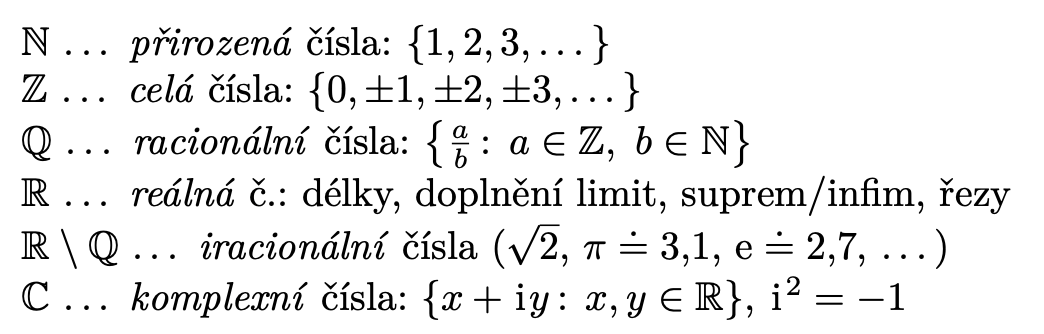 ℕ … přirozená čísla: {1, 2, 3, … }
ℤ … celá čísla: {0, ±1, ±2, ±3, … }
ℚ … racionální čísla: {a/b : a ∈ ℤ, b ∈ ℕ}
ℝ … reálná č.: délky, doplnění limit, suprem/infim, řezy
ℝ \ ℚ … iracionální čísla (√2, π ≐ 3,1, e ≐ 2,7, … )
ℂ … komplexní čísla: {x + iy : x, y ∈ ℝ}, i² = −1